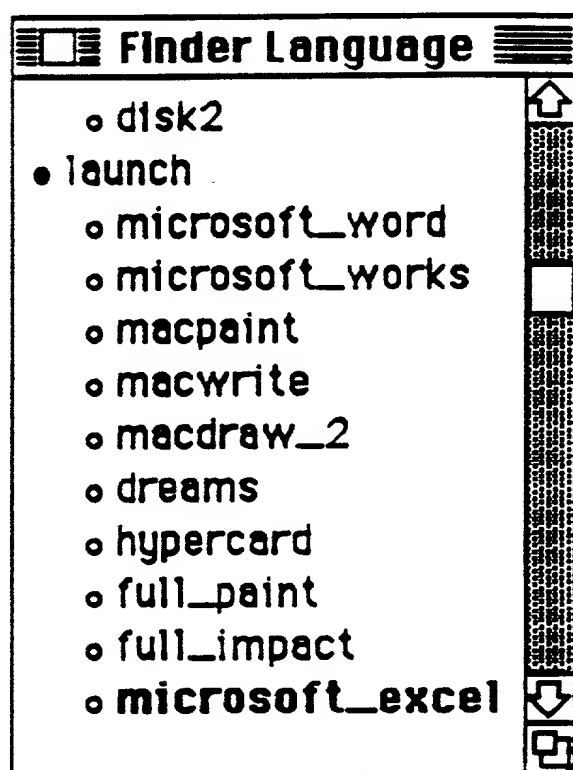 Finder Language
disk2
launch
microsoft_word
microsoft_works
macpaint
macwrite
macdraw_2
dreams
hypercard
full_paint
full_impact
microsoft_excel